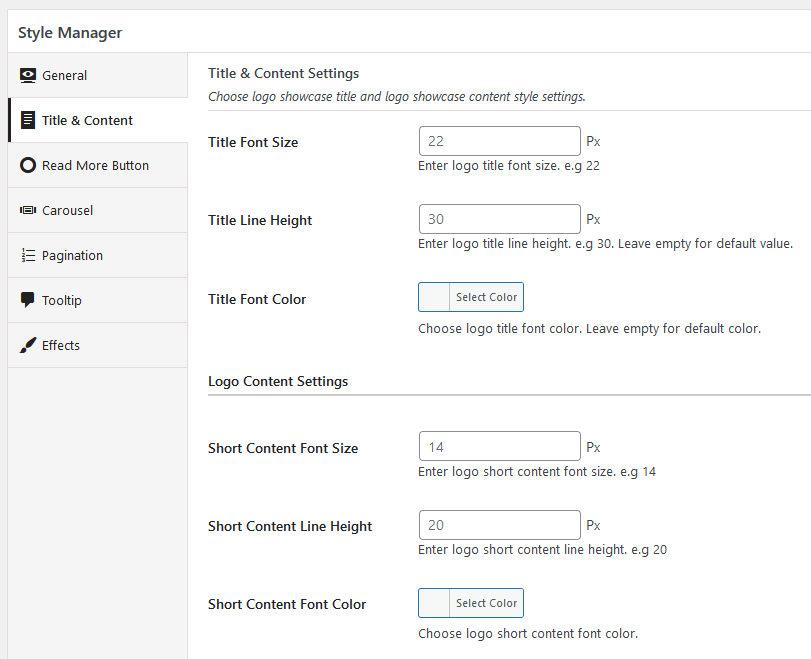 Style Manager
General
Title & Content
Read More Button
Carousel
Pagination
Tooltip
Effects
Title & Content Settings
Choose logo showcase title and logo showcase content style settings.
Title Font Size
22 Px
Enter logo title font size. e.g 22
Title Line Height
30 Px
Enter logo title line height. e.g 30. Leave empty for default value.
Title Font Color
Select Color
Choose logo title font color. Leave empty for default color.
Logo Content Settings
Short Content Font Size
14 Px
Enter logo short content font size. e.g 14
Short Content Line Height
20 Px
Enter logo short content line height. e.g 20
Short Content Font Color
Select Color
Choose logo short content font color.